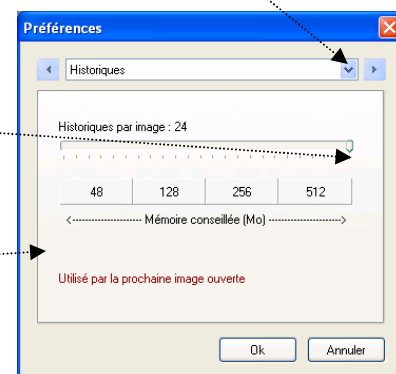 Préférences
Historiques
Historiques par image : 24
48 128 256 512
<------------------ Mémoire conseillée (Mo) ------------------>
Utilisé par la prochaine image ouverte
Ok Annuler